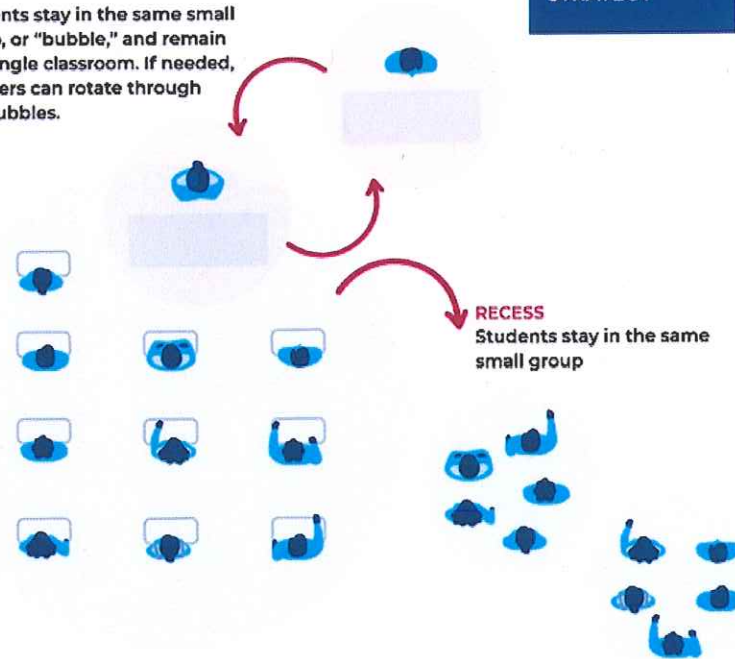 nts stay in the same small
, or “bubble,” and remain
ngle classroom. If needed,
ers can rotate through
ubbles.
RECESS
Students stay in the same
small group